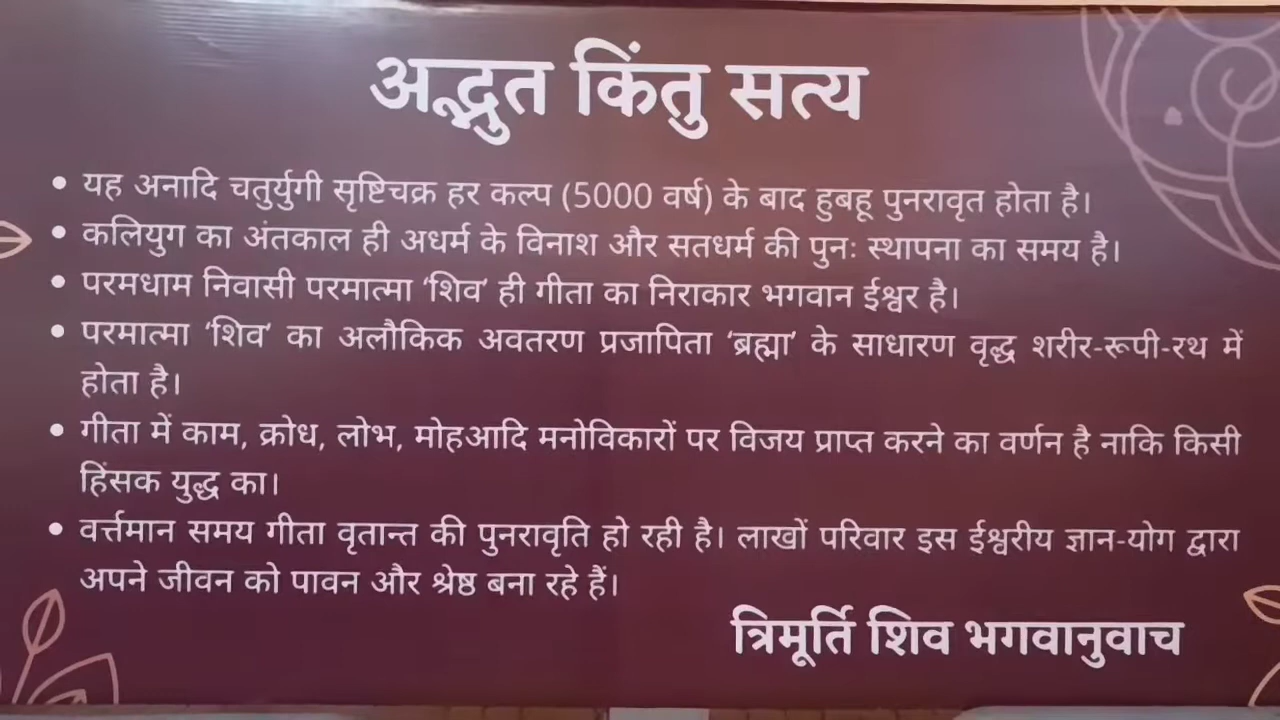 अद्भुत किंतु सत्य
• यह अनादि चतुर्युगी सृष्टिचक्र हर कल्प (5000 वर्ष) के बाद हुबहू पुनरावृत होता है।
• कलियुग का अंतकाल ही अधर्म के विनाश और सतधर्म की पुनः स्थापना का समय है।
• परमधाम निवासी परमात्मा ‘शिव’ ही गीता का निराकार भगवान ईश्वर है।
• परमात्मा ‘शिव’ का अलौकिक अवतरण प्रजापिता ‘ब्रह्मा’ के साधारण वृद्ध शरीर-रूपी-रथ में
होता है।
• गीता में काम, क्रोध, लोभ, मोहआदि मनोविकारों पर विजय प्राप्त करने का वर्णन है नाकि किसी
हिंसक युद्ध का।
• वर्त्तमान समय गीता वृतान्त की पुनरावृति हो रही है। लाखों परिवार इस ईश्वरीय ज्ञान-योग द्वारा
अपने जीवन को पावन और श्रेष्ठ बना रहे हैं।
त्रिमूर्ति शिव भगवानुवाच